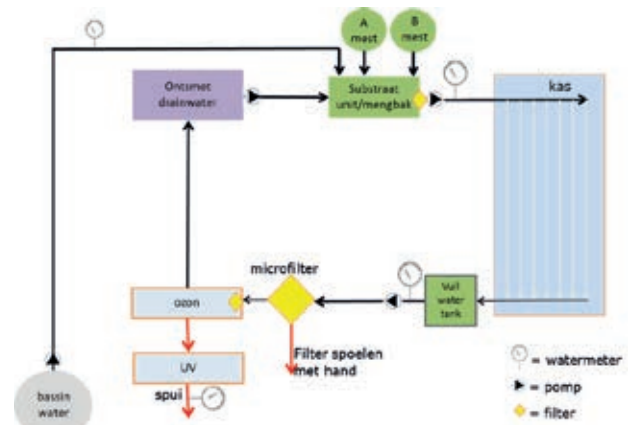 A
mest
B
mest
Ontsmet
drainwater
Substraat
unit/mengbak
kas
microfilter
ozon
Vuil
water
tank
UV
Filter spoelen
met hand
spui
bassin
water
= watermeter
= pomp
= filter